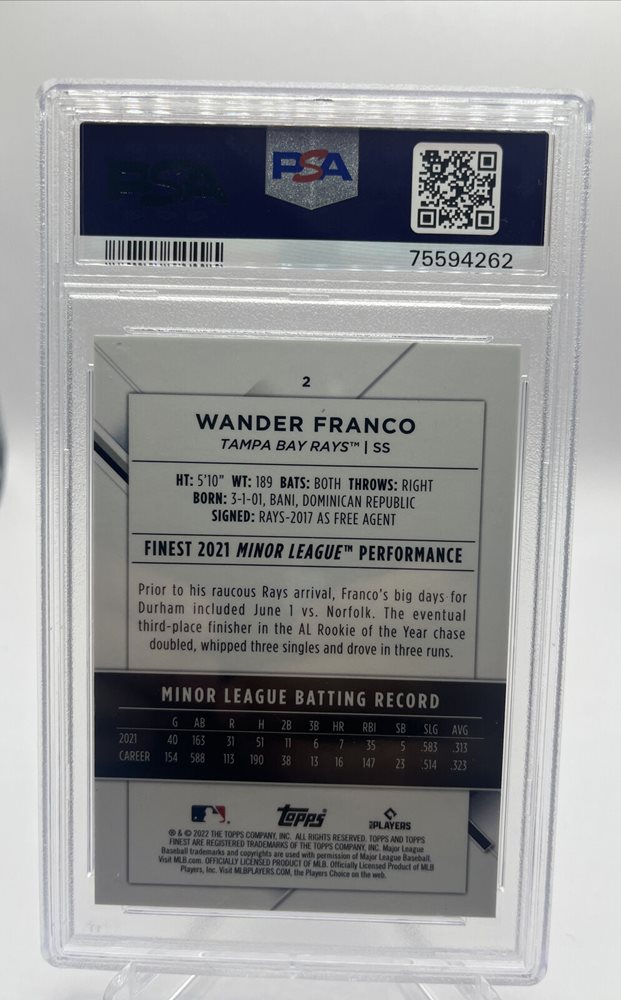 PSA
PSA
75594262
2
WANDER FRANCO
TAMPA BAY RAYS™ | SS
HT: 5'10" WT: 189 BATS: BOTH THROWS: RIGHT
BORN: 3-1-01, BANI, DOMINICAN REPUBLIC
SIGNED: RAYS-2017 AS FREE AGENT
FINEST 2021 MINOR LEAGUE™ PERFORMANCE
Prior to his raucous Rays arrival, Franco's big days for
Durham included June 1 vs. Norfolk. The eventual
third-place finisher in the AL Rookie of the Year chase
doubled, whipped three singles and drove in three runs.
MINOR LEAGUE BATTING RECORD
G AB R H 2B 3B HR RBI SB SLG AVG
2021 40 163 31 51 11 6 7 35 5 .583 .313
CAREER 154 588 113 190 38 13 16 147 23 .514 .323
Topps
PLAYERS
® & © 2022 THE TOPPS COMPANY, INC. ALL RIGHTS RESERVED. TOPPS AND TOPPS
FINEST ARE REGISTERED TRADEMARKS OF THE TOPPS COMPANY, INC. Major League
Baseball trademarks and copyrights are used with permission of Major League Baseball.
Visit MLB.com. OFFICIALLY LICENSED PRODUCT OF MLB. Officially Licensed Product of MLB
Players, Inc. Visit MLBPLAYERS.COM, the Players Choice on the web.